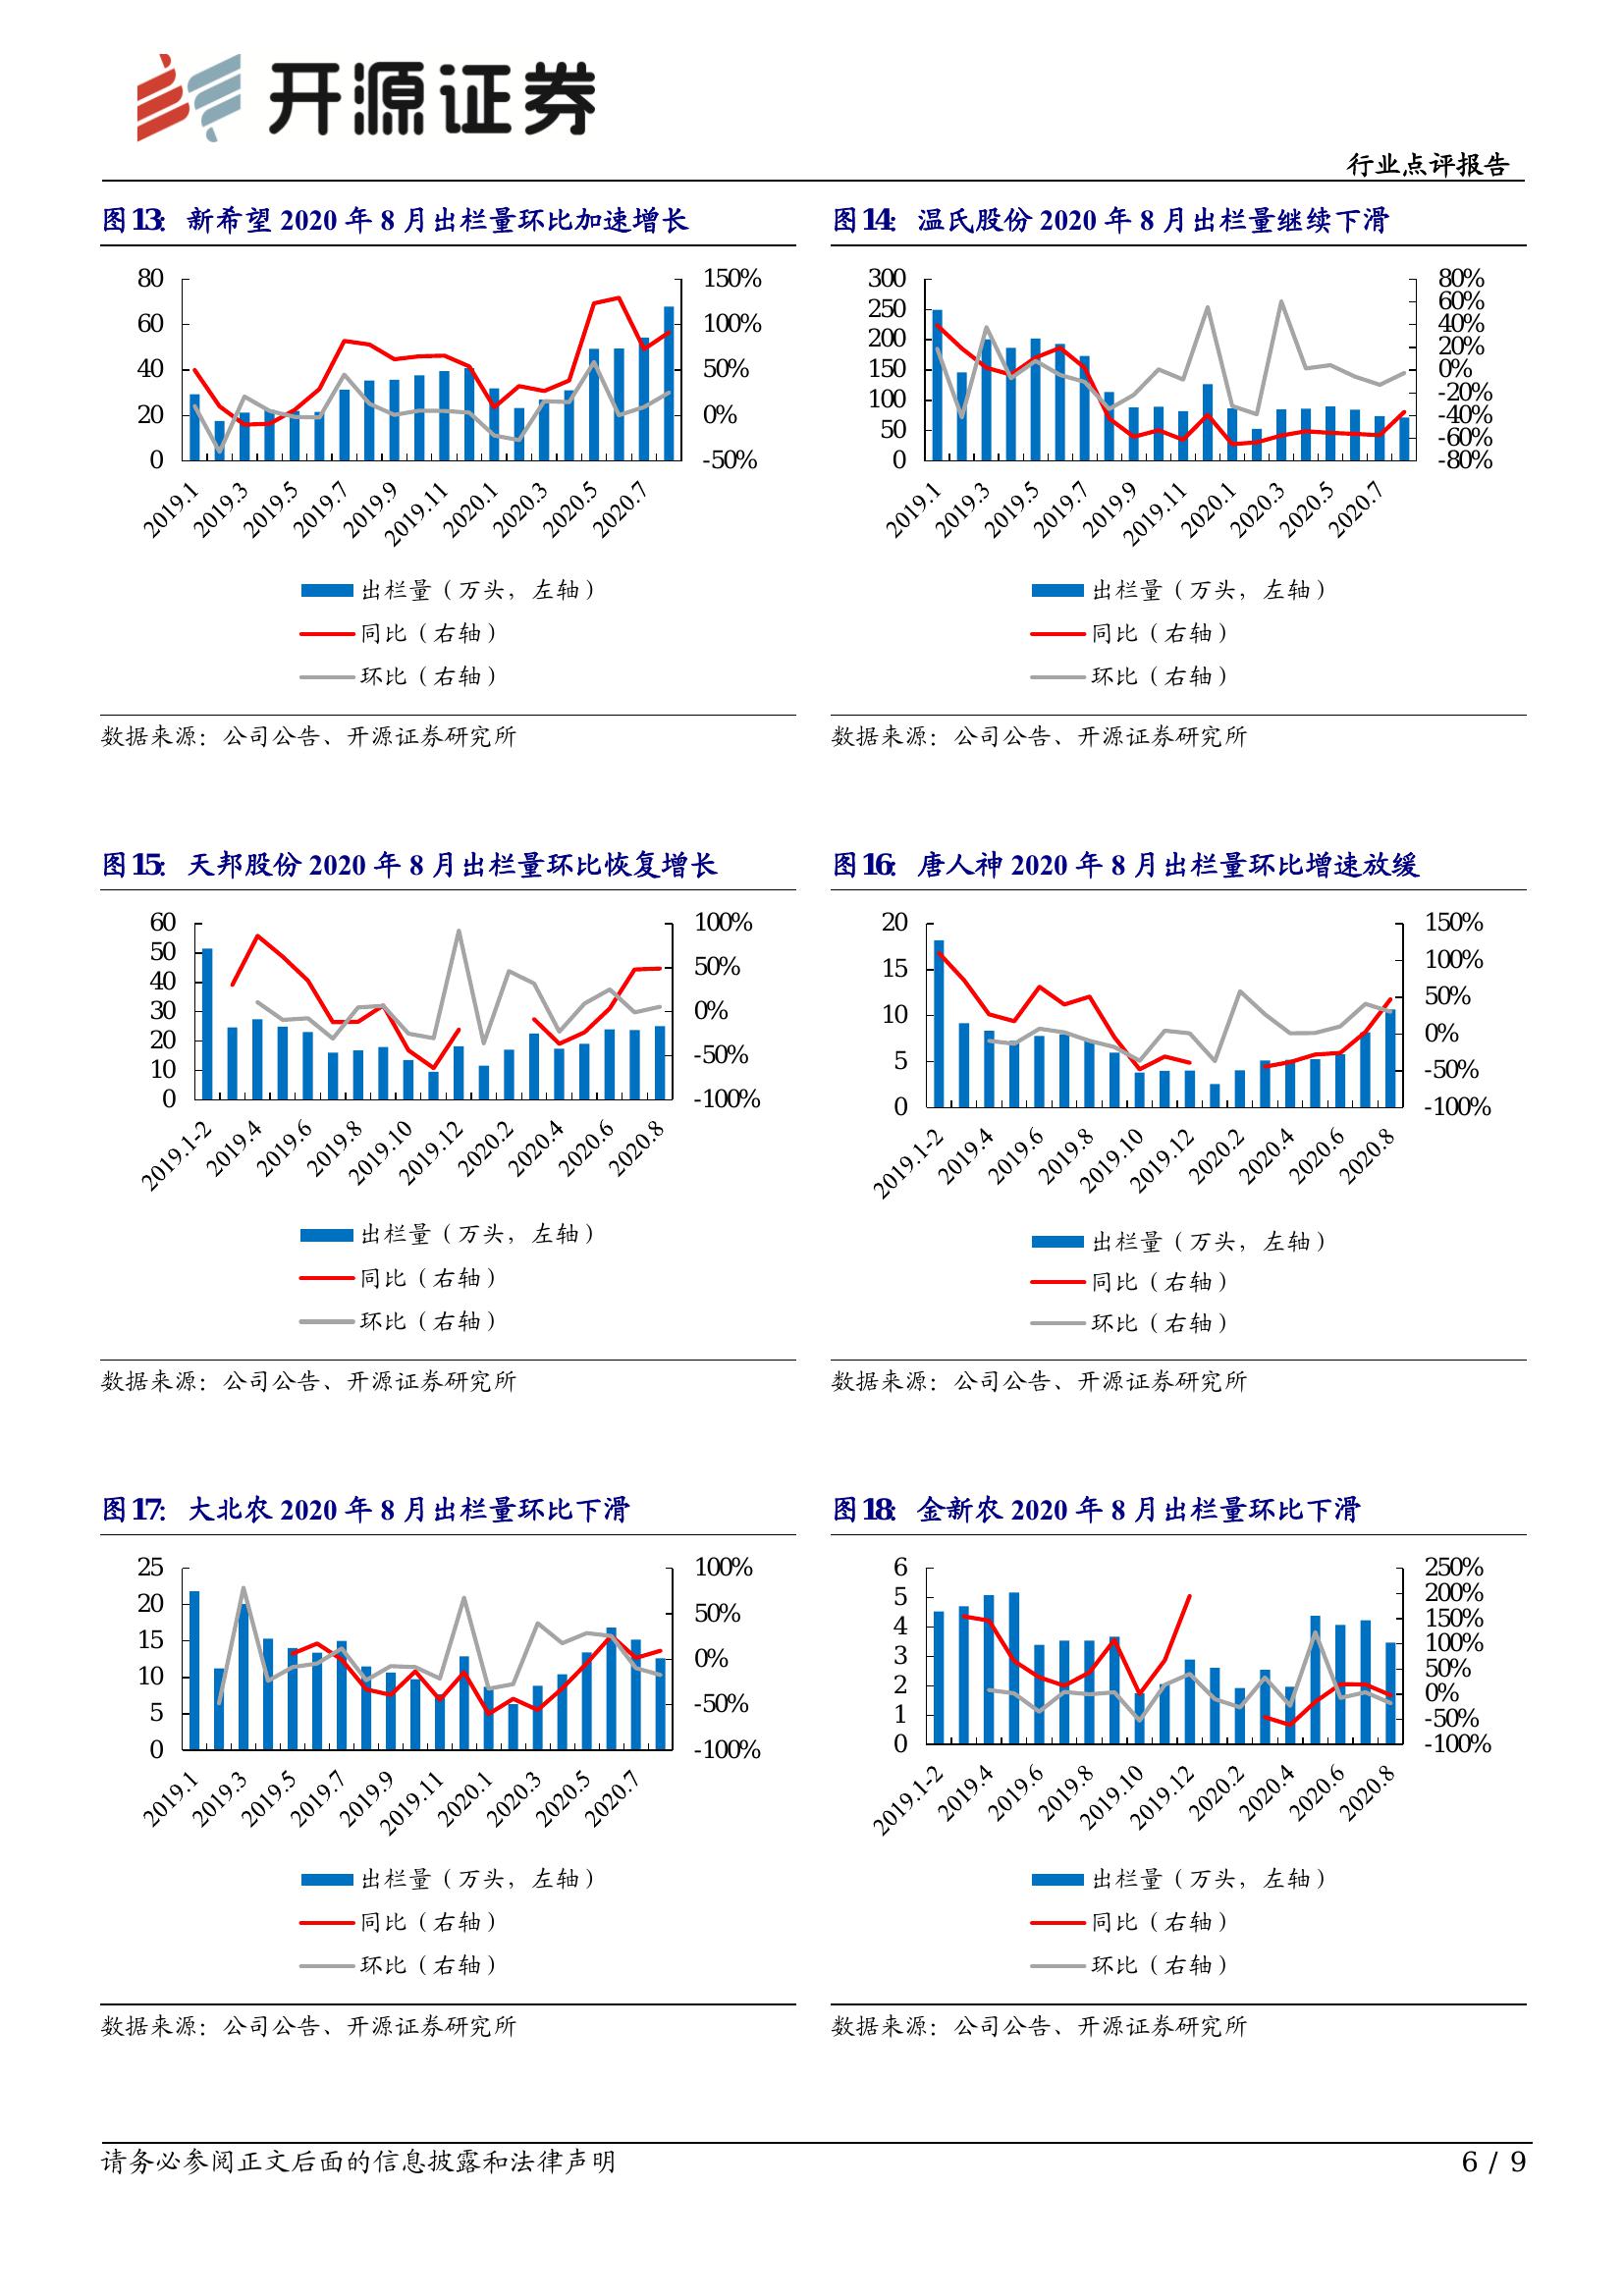 开源证券
行业点评报告
图13： 新希望 2020 年 8 月出栏量环比加速增长
图14： 温氏股份 2020 年 8 月出栏量继续下滑
80
60
40
20
0
150%
100%
50%
0%
-50%
2019.1 2019.3 2019.5 2019.7 2019.9 2019.11 2020.1 2020.3 2020.5 2020.7
出栏量（万头，左轴）
同比（右轴）
环比（右轴）
300
250
200
150
100
50
0
80%
60%
40%
20%
0%
-20%
-40%
-60%
-80%
2019.1 2019.3 2019.5 2019.7 2019.9 2019.11 2020.1 2020.3 2020.5 2020.7
出栏量（万头，左轴）
同比（右轴）
环比（右轴）
数据来源：公司公告、开源证券研究所
数据来源：公司公告、开源证券研究所
图15： 天邦股份 2020 年 8 月出栏量环比恢复增长
图16： 唐人神 2020 年 8 月出栏量环比增速放缓
60
50
40
30
20
10
0
100%
50%
0%
-50%
-100%
2019.1-2 2019.4 2019.6 2019.8 2019.10 2019.12 2020.2 2020.4 2020.6 2020.8
出栏量（万头，左轴）
同比（右轴）
环比（右轴）
20
15
10
5
0
150%
100%
50%
0%
-50%
-100%
2019.1-2 2019.4 2019.6 2019.8 2019.10 2019.12 2020.2 2020.4 2020.6 2020.8
出栏量（万头，左轴）
同比（右轴）
环比（右轴）
数据来源：公司公告、开源证券研究所
数据来源：公司公告、开源证券研究所
图17： 大北农 2020 年 8 月出栏量环比下滑
图18： 金新农 2020 年 8 月出栏量环比下滑
25
20
15
10
5
0
100%
50%
0%
-50%
-100%
2019.1 2019.3 2019.5 2019.7 2019.9 2019.11 2020.1 2020.3 2020.5 2020.7
出栏量（万头，左轴）
同比（右轴）
环比（右轴）
6
5
4
3
2
1
0
250%
200%
150%
100%
50%
0%
-50%
-100%
2019.1-2 2019.4 2019.6 2019.8 2019.10 2019.12 2020.2 2020.4 2020.6 2020.8
出栏量（万头，左轴）
同比（右轴）
环比（右轴）
数据来源：公司公告、开源证券研究所
数据来源：公司公告、开源证券研究所
请务必参阅正文后面的信息披露和法律声明
6 / 9